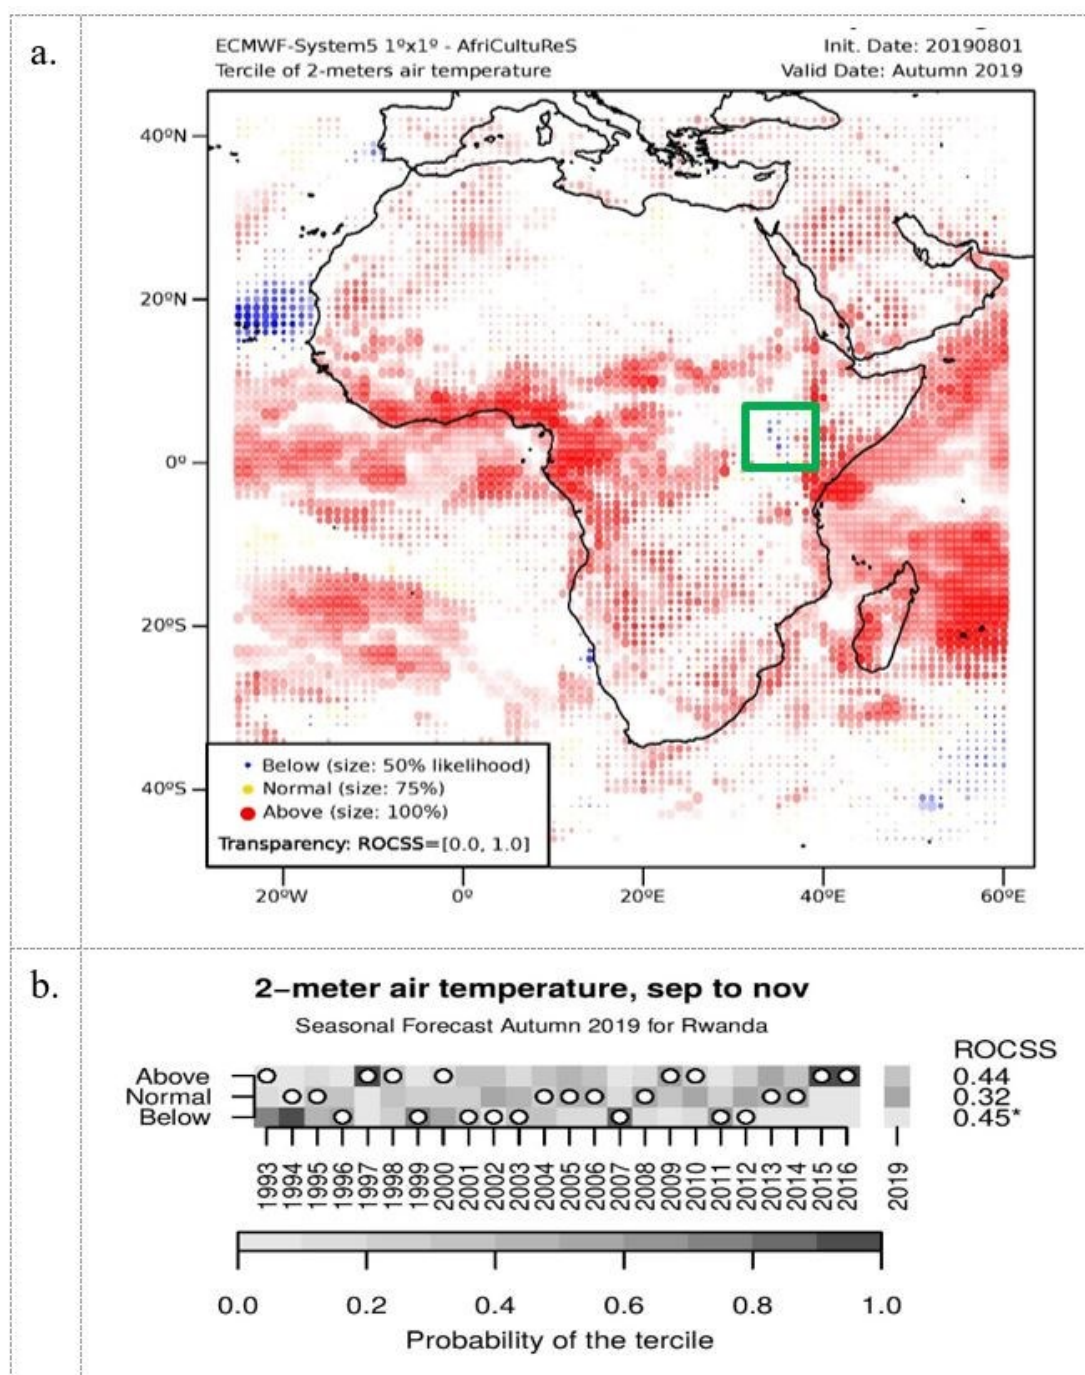 a.
ECMWF-System5 1ºx1º - AfriCultuReS
Init. Date: 20190801
Tercile of 2-meters air temperature
Valid Date: Autumn 2019
40ºN
20ºN
0º
20ºS
40ºS
Below (size: 50% likelihood)
Normal (size: 75%)
Above (size: 100%)
Transparency: ROCSS=[0.0, 1.0]
20ºW 0º 20ºE 40ºE 60ºE
b.
2-meter air temperature, sep to nov
Seasonal Forecast Autumn 2019 for Rwanda
ROCSS
Above 0.44
Normal 0.32
Below 0.45*
1993 1994 1995 1996 1997 1998 1999 2000 2001 2002 2003 2004 2005 2006 2007 2008 2009 2010 2011 2012 2013 2014 2015 2016 2019
0.0 0.2 0.4 0.6 0.8 1.0
Probability of the tercile